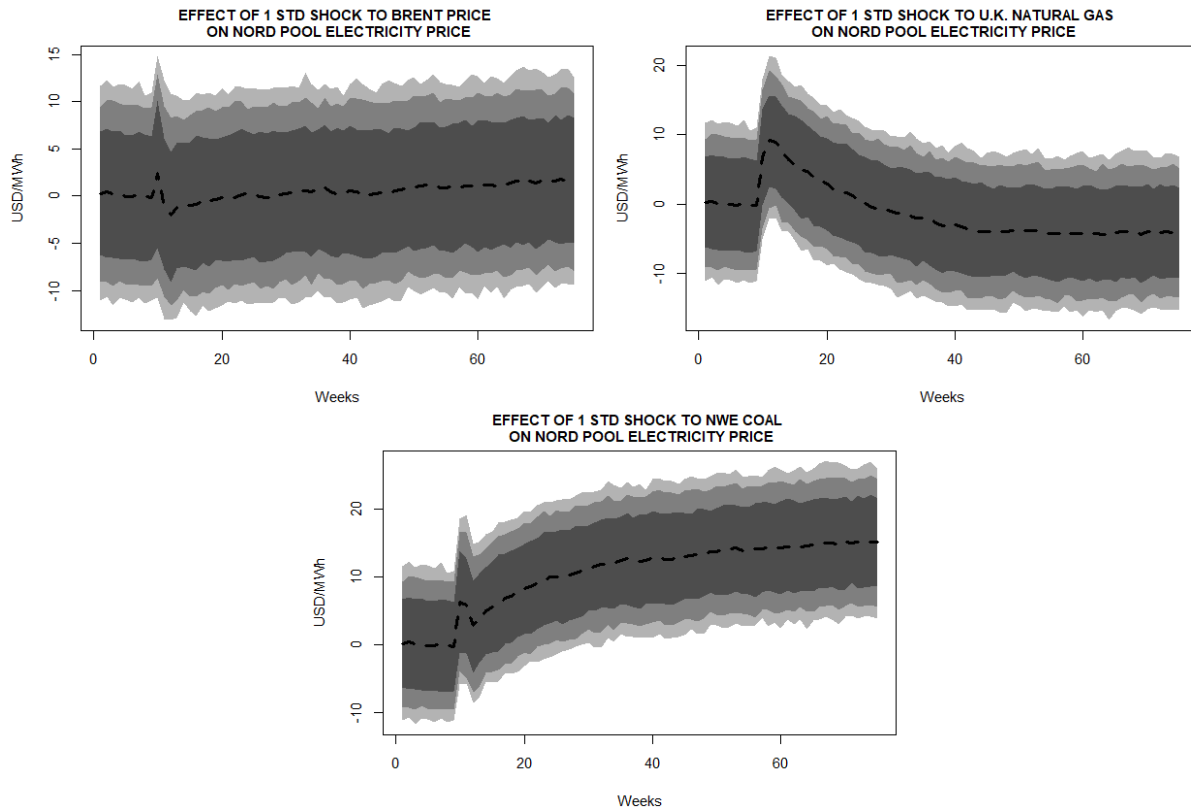 EFFECT OF 1 STD SHOCK TO BRENT PRICE
ON NORD POOL ELECTRICITY PRICE
USD/MWh
15
10
5
0
-5
-10
0
20
40
60
Weeks
EFFECT OF 1 STD SHOCK TO U.K. NATURAL GAS
ON NORD POOL ELECTRICITY PRICE
USD/MWh
20
10
0
-10
0
20
40
60
Weeks
EFFECT OF 1 STD SHOCK TO NWE COAL
ON NORD POOL ELECTRICITY PRICE
USD/MWh
20
10
0
-10
0
20
40
60
Weeks